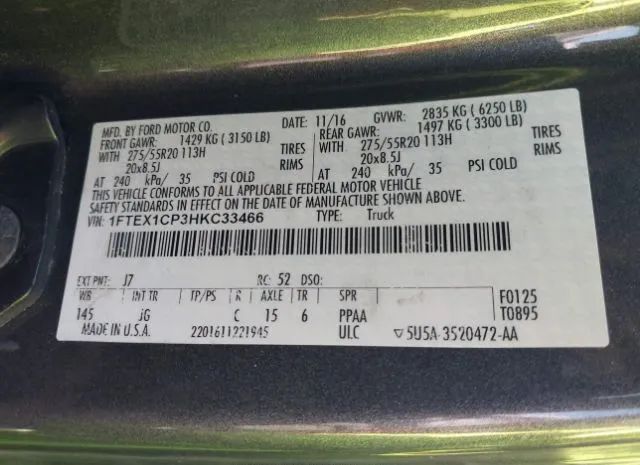 MFD. BY FORD MOTOR CO. DATE: 11/16 GVWR: 2835 KG ( 6250 LB)
FRONT GAWR: 1429 KG ( 3150 LB) REAR GAWR: 1497 KG ( 3300 LB)
WITH 275/55R20 113H TIRES WITH 275/55R20 113H TIRES
20x8.5J RIMS 20x8.5J RIMS
AT 240 kPa/ 35 PSI COLD AT 240 kPa/ 35 PSI COLD
THIS VEHICLE CONFORMS TO ALL APPLICABLE FEDERAL MOTOR VEHICLE
SAFETY STANDARDS IN EFFECT ON THE DATE OF MANUFACTURE SHOWN ABOVE.
VIN: 1FTEX1CP3HKC33466 TYPE: Truck
EXT PNT: J7 RC: 52 DSO:
WB INT TR TP/PS R AXLE TR SPR F0125
145 JG C 15 6 PPAA T0895
MADE IN U.S.A. 2201611221945 ULC ▽5U5A-3520472-AA